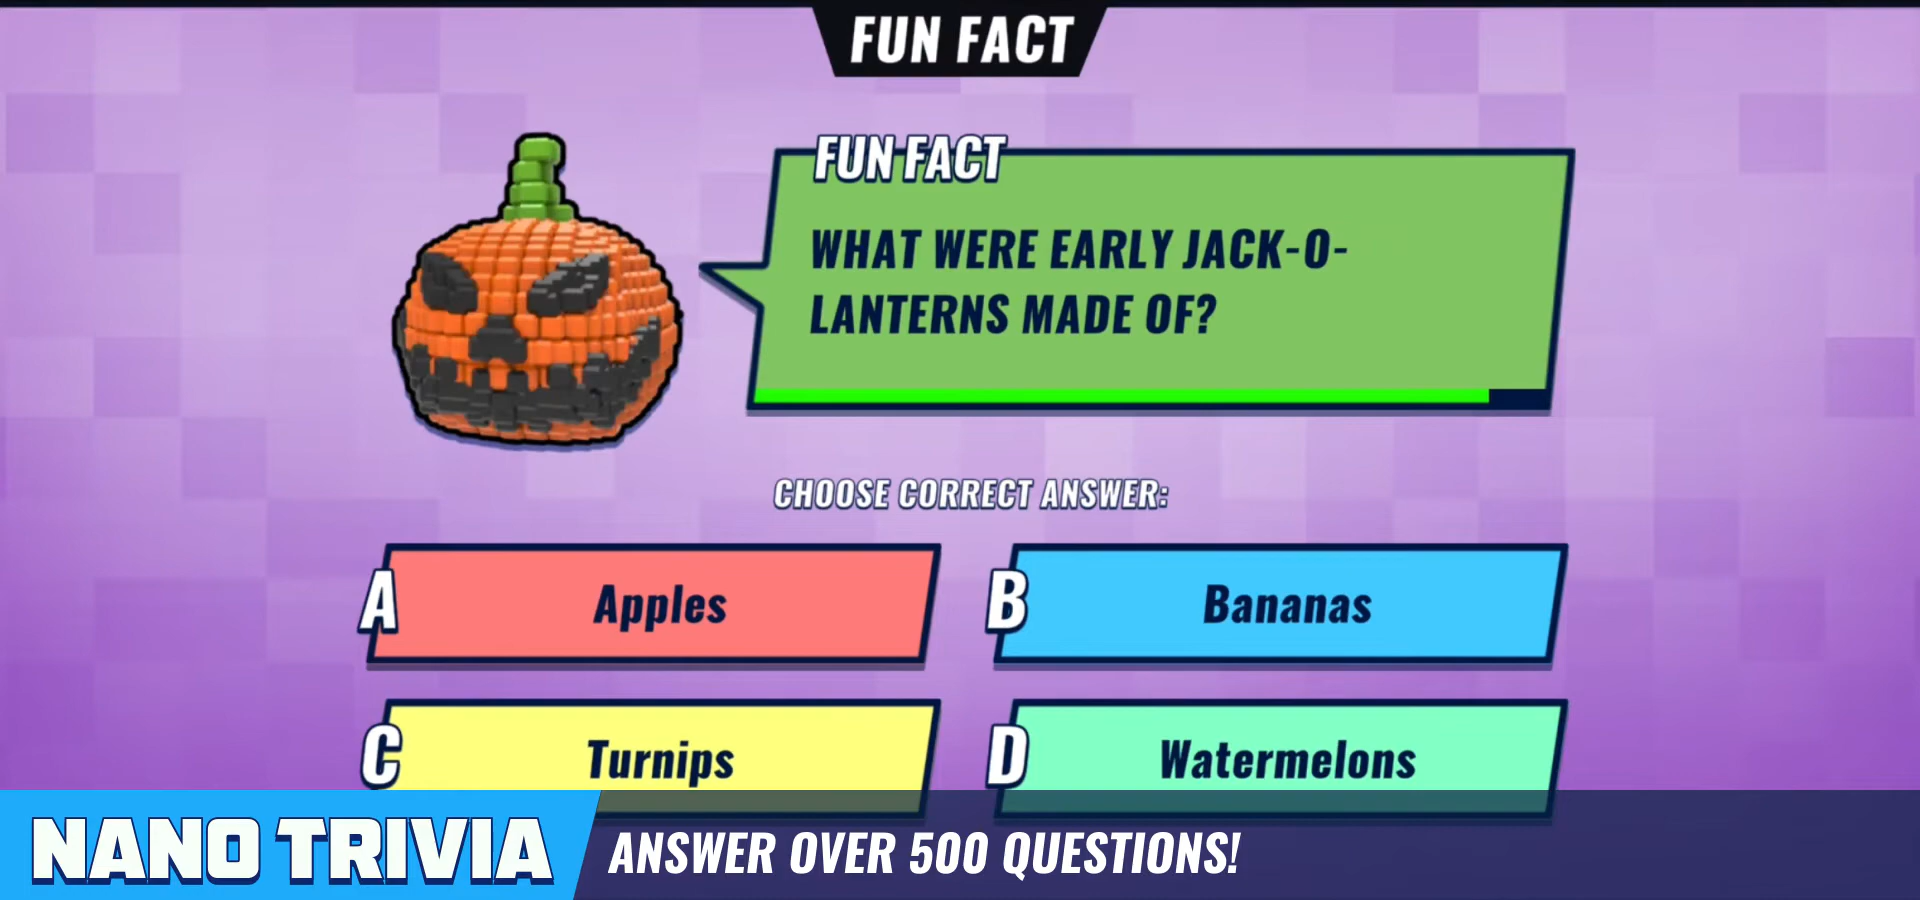 FUN FACT
FUN FACT
WHAT WERE EARLY JACK-O-
LANTERNS MADE OF?
CHOOSE CORRECT ANSWER:
A Apples
B Bananas
C Turnips
D Watermelons
NANO TRIVIA
ANSWER OVER 500 QUESTIONS!